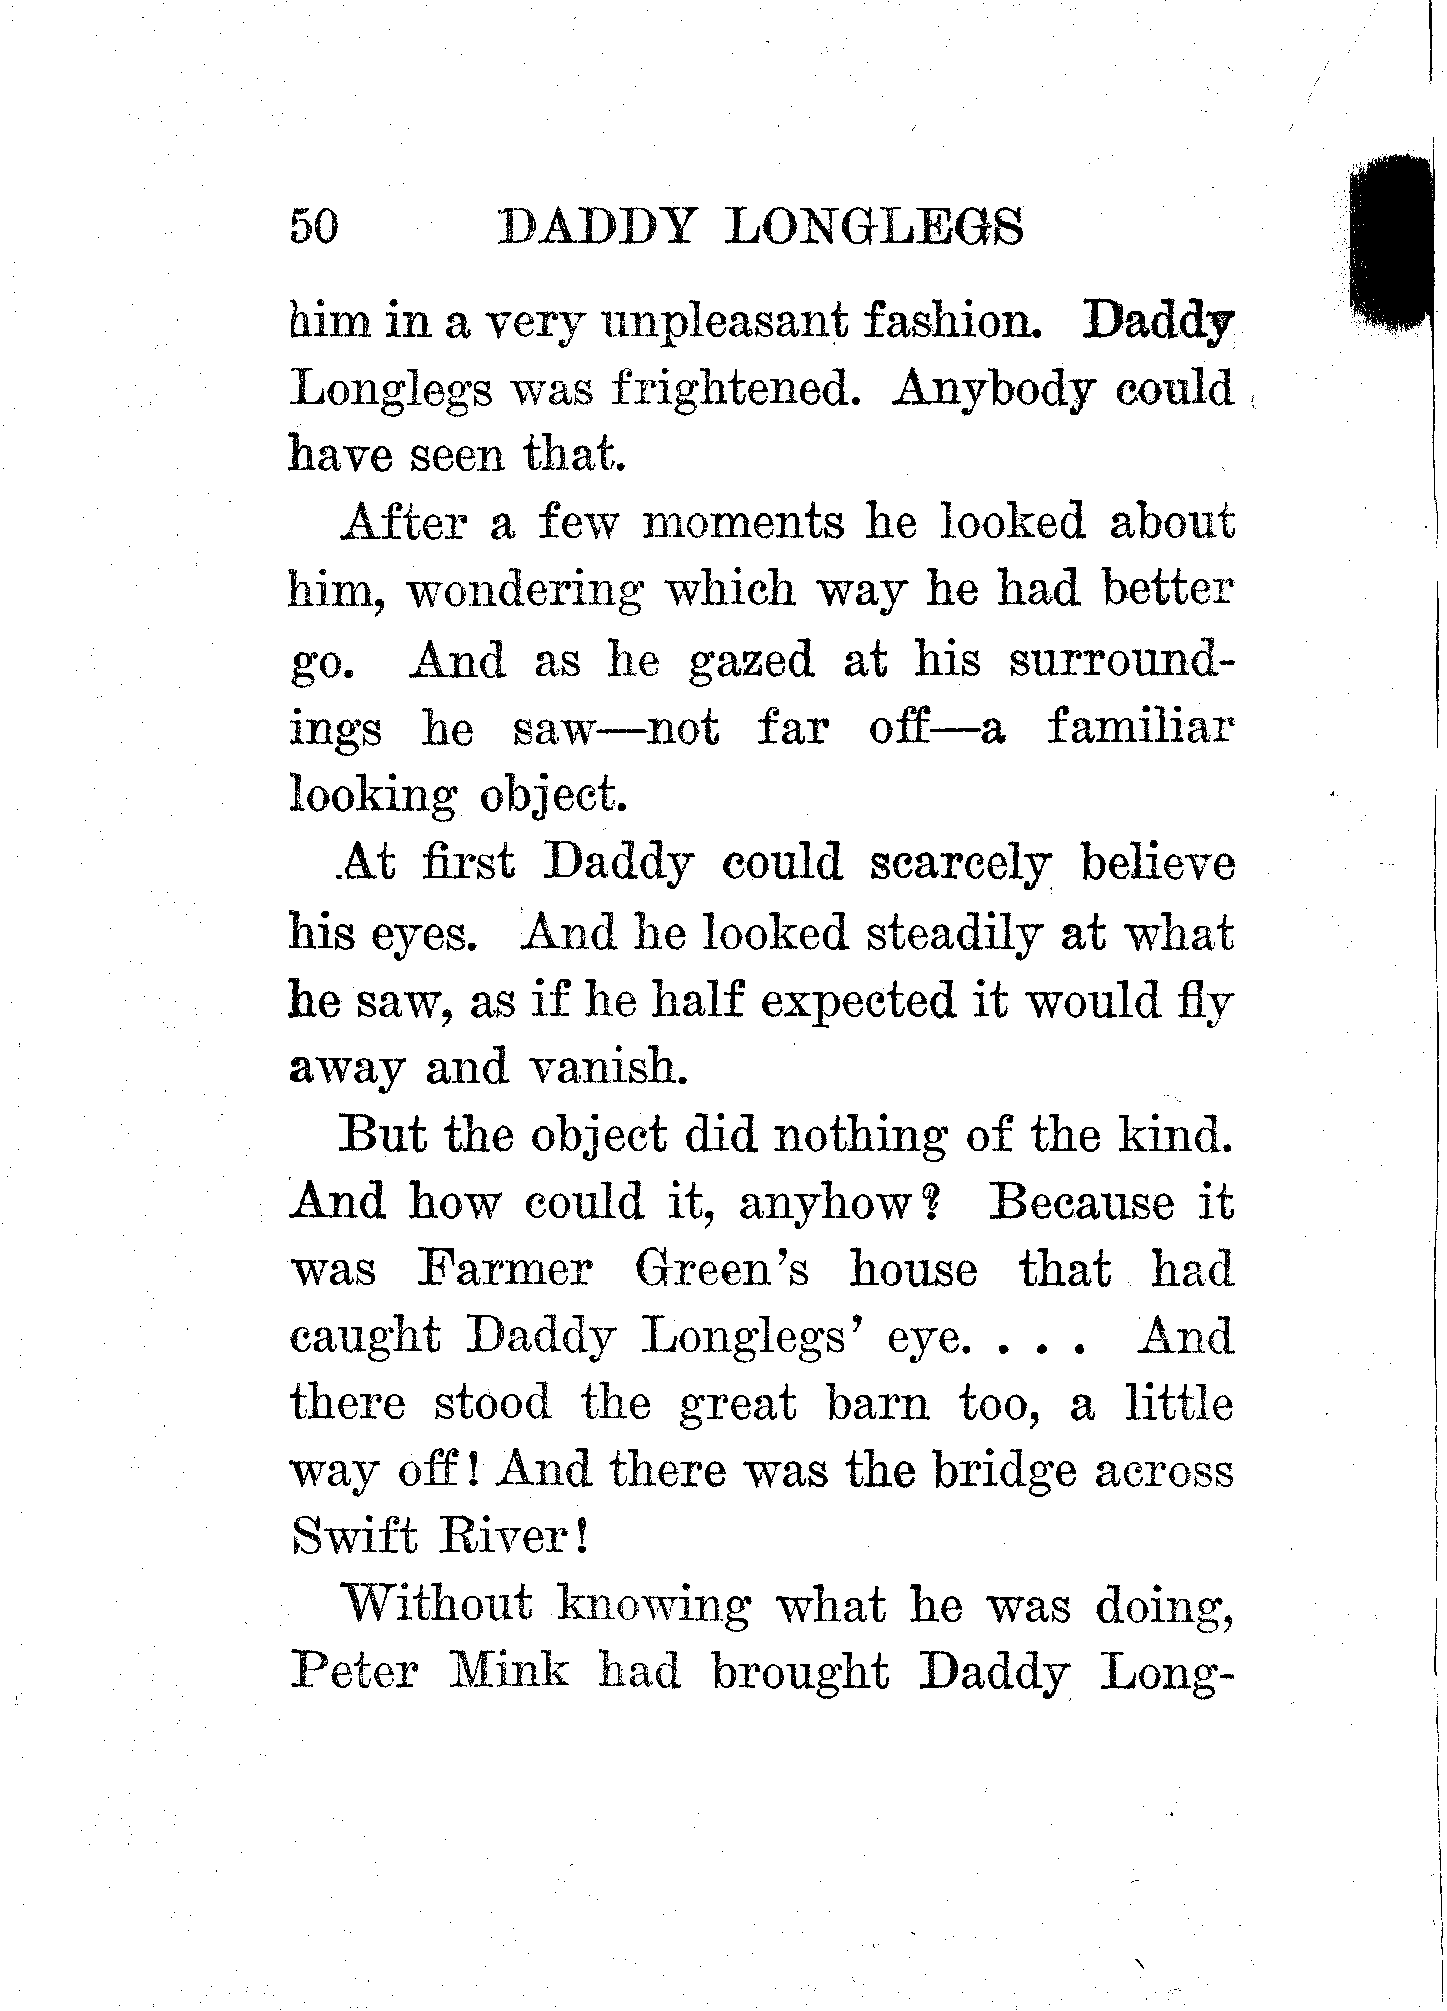 50 DADDY LONGLEGS
him in a very unpleasant fashion. Daddy
Longlegs was frightened. Anybody could
have seen that.
After a few moments he looked about
him, wondering which way he had better
go. And as he gazed at his surround-
ings he saw—not far off—a familiar
looking object.
At first Daddy could scarcely believe
his eyes. And he looked steadily at what
he saw, as if he half expected it would fly
away and vanish.
But the object did nothing of the kind.
And how could it, anyhow? Because it
was Farmer Green's house that had
caught Daddy Longlegs' eye. . . . And
there stood the great barn too, a little
way off! And there was the bridge across
Swift River!
Without knowing what he was doing,
Peter Mink had brought Daddy Long-